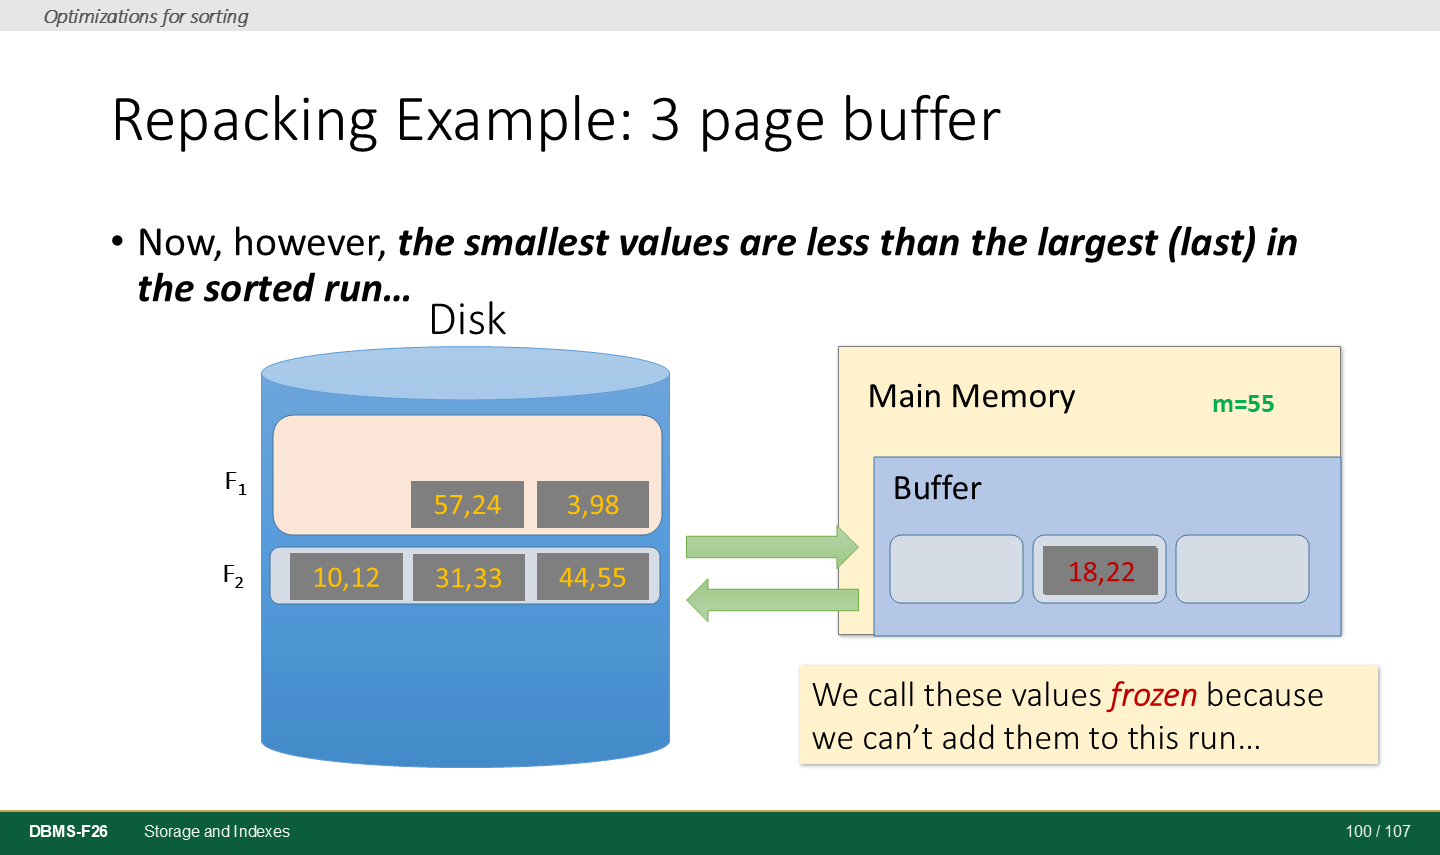 Optimizations for sorting
Repacking Example: 3 page buffer
• Now, however, the smallest values are less than the largest (last) in
the sorted run…
Disk
Main Memory
m=55
Buffer
F1
57,24
3,98
F2
10,12
31,33
44,55
18,22
We call these values frozen because
we can’t add them to this run…
DBMS-F26
Storage and Indexes
100 / 107